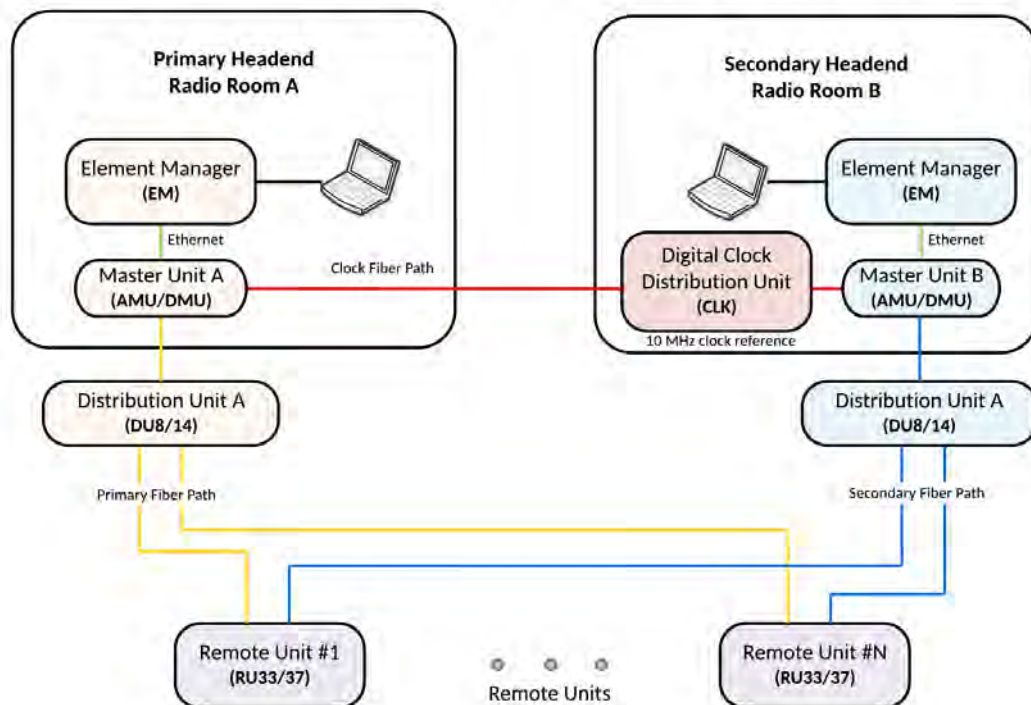 Primary Headend
Radio Room A
Secondary Headend
Radio Room B
Element Manager
(EM)
Element Manager
(EM)
Ethernet
Ethernet
Clock Fiber Path
Master Unit A
(AMU/DMU)
Digital Clock
Distribution Unit
(CLK)
Master Unit B
(AMU/DMU)
10 MHz clock reference
Distribution Unit A
(DU8/14)
Distribution Unit A
(DU8/14)
Primary Fiber Path
Secondary Fiber Path
Remote Unit #1
(RU33/37)
Remote Units
Remote Unit #N
(RU33/37)